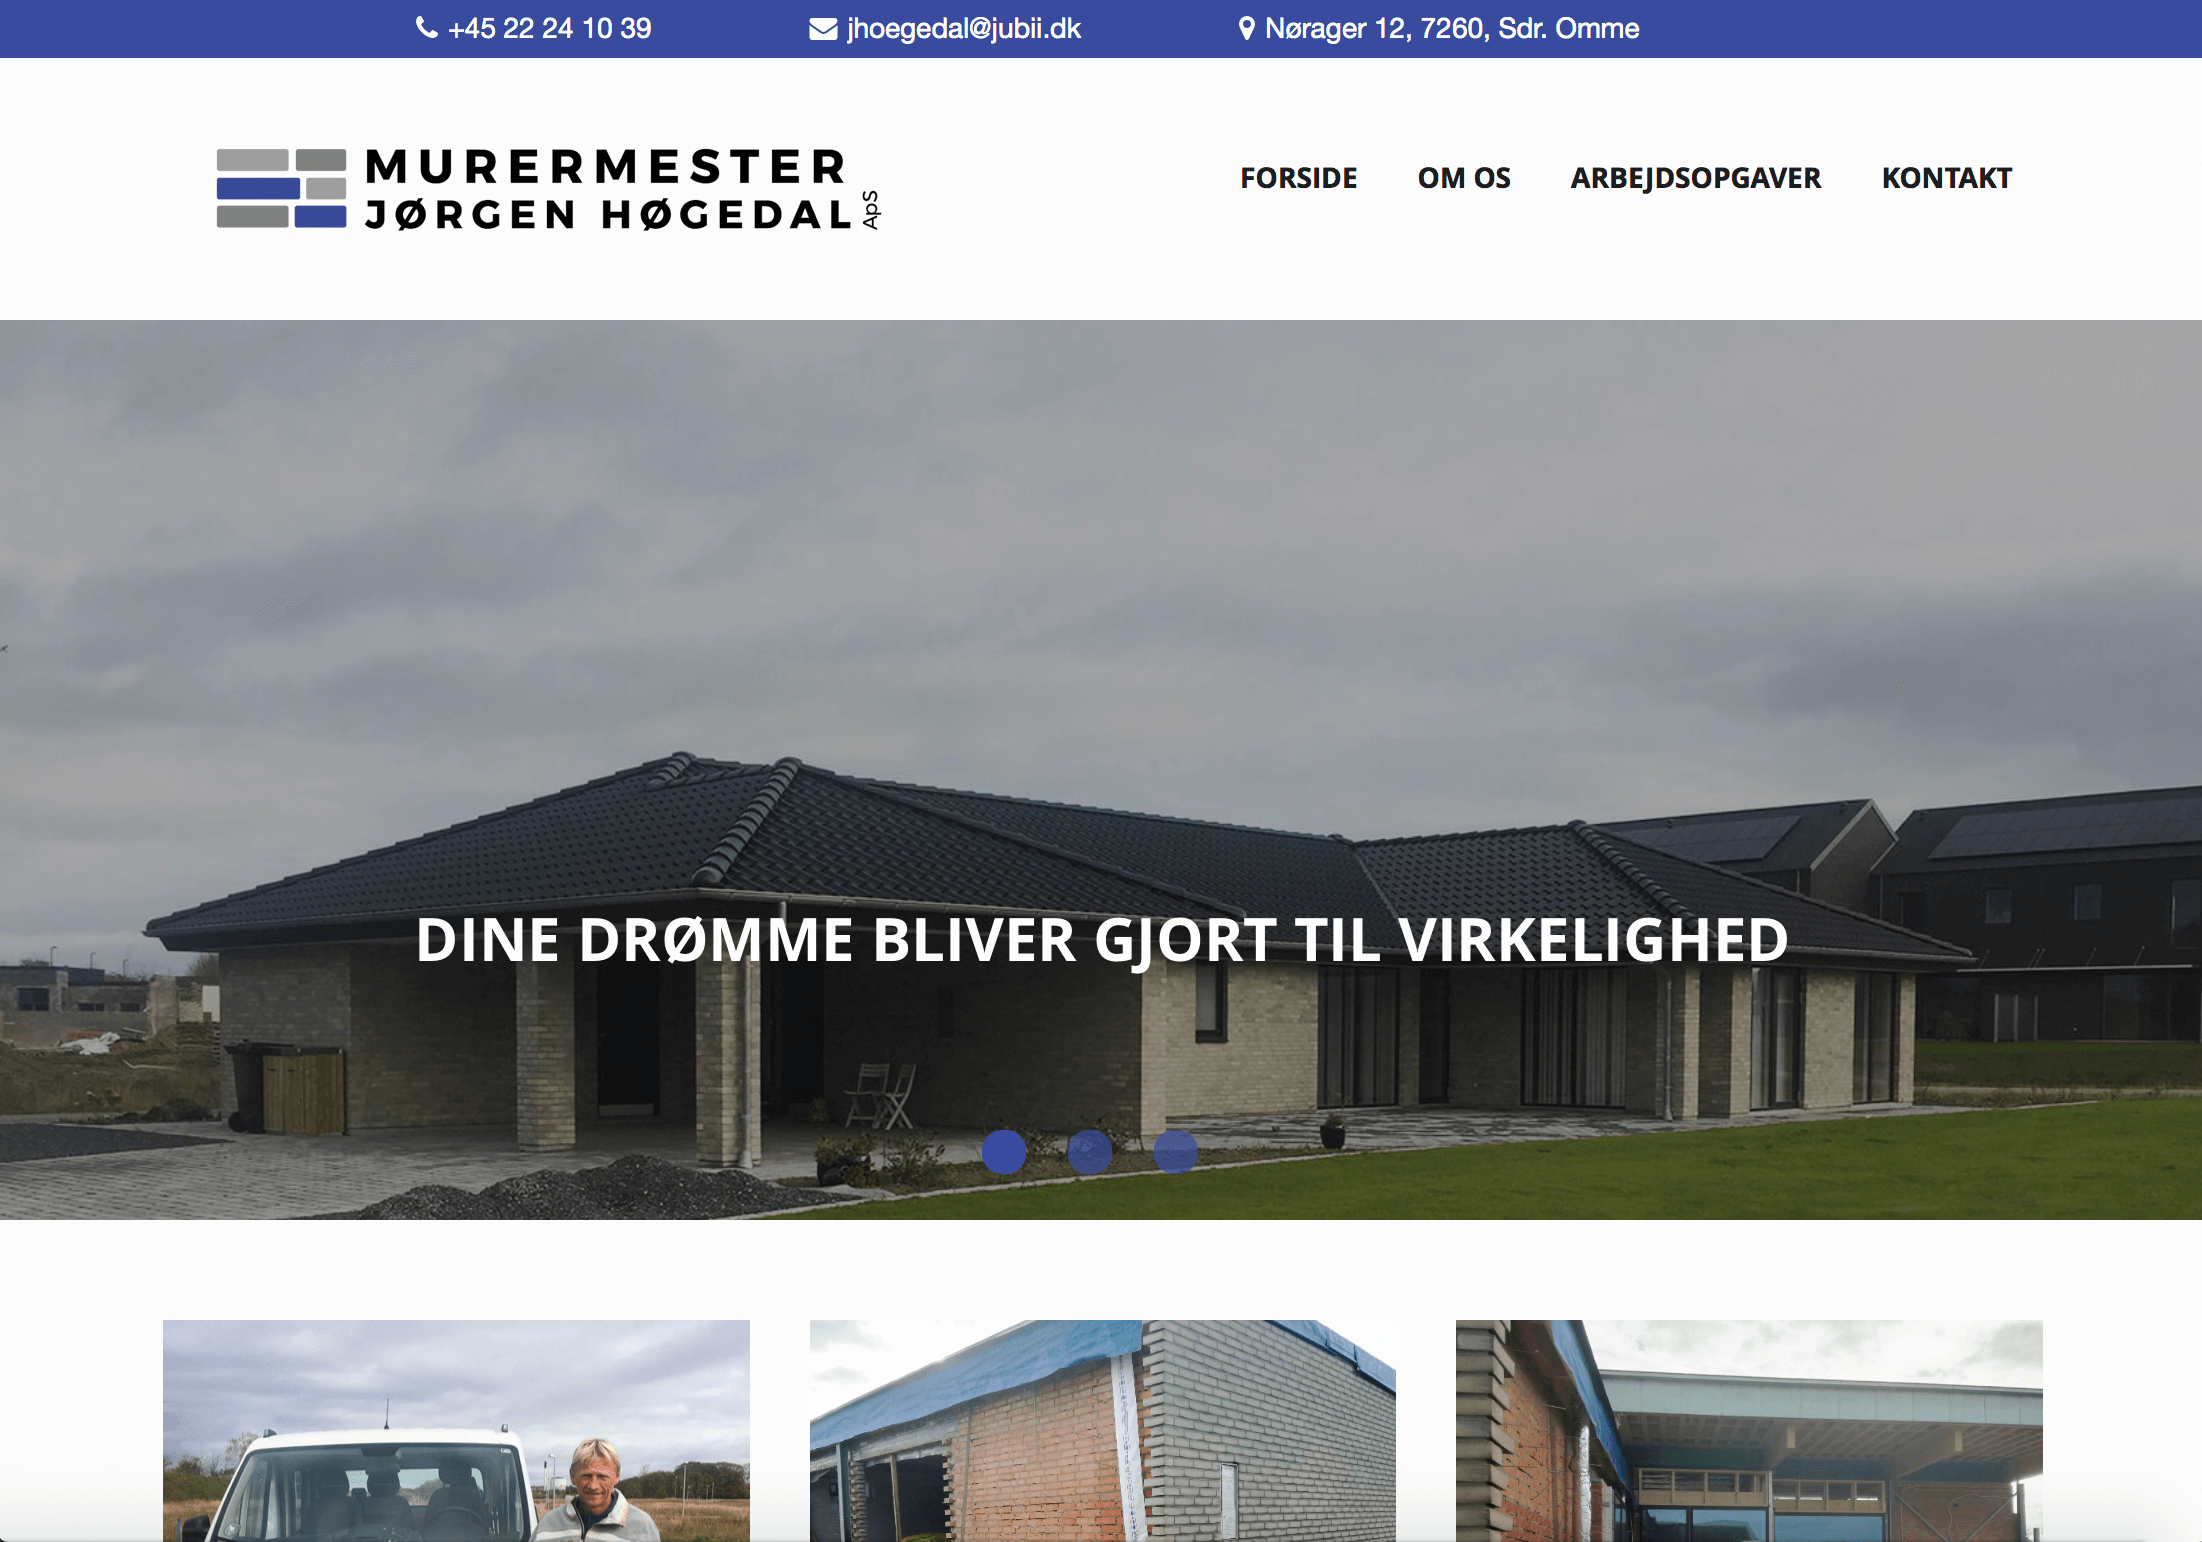 +45 22 24 10 39
jhoegedal@jubii.dk
Nørager 12, 7260, Sdr. Omme
MURERMESTER
JØRGEN HØGEDAL ApS
FORSIDE
OM OS
ARBEJDSOPGAVER
KONTAKT
DINE DRØMME BLIVER GJORT TIL VIRKELIGHED